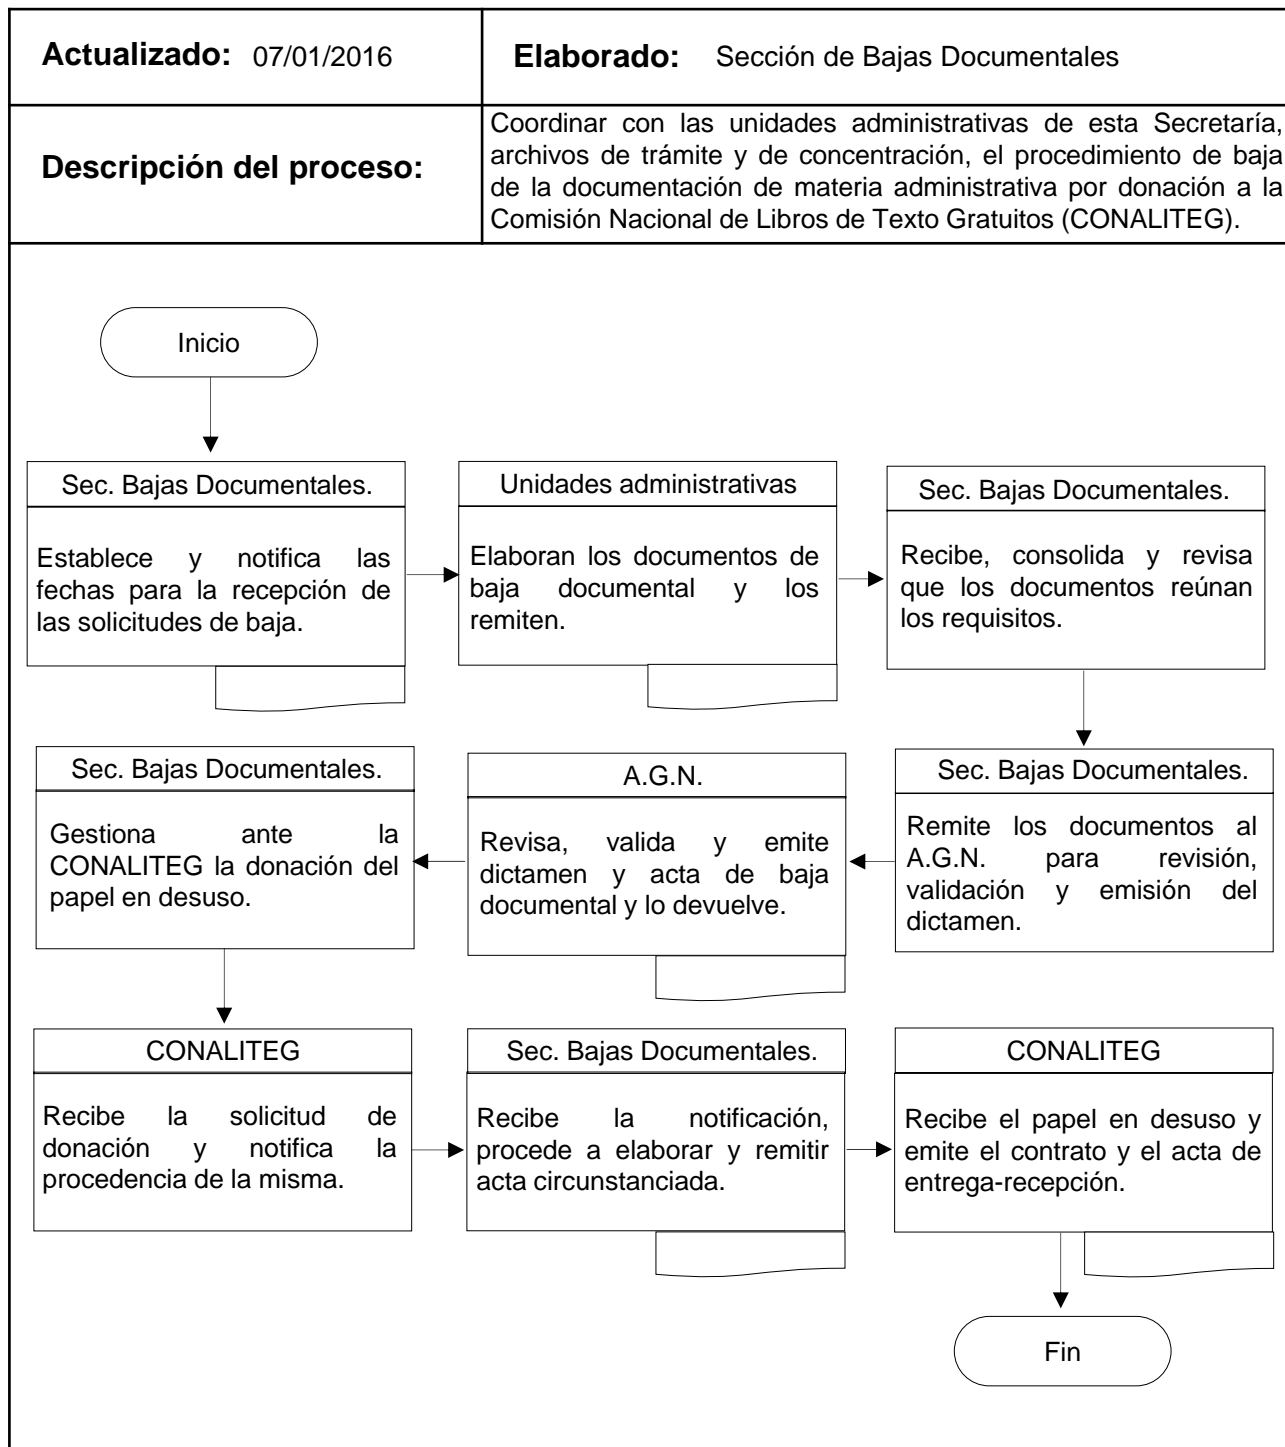 Actualizado: 07/01/2016
Elaborado: Sección de Bajas Documentales
Descripción del proceso:
Coordinar con las unidades administrativas de esta Secretaría,
archivos de trámite y de concentración, el procedimiento de baja
de la documentación de materia administrativa por donación a la
Comisión Nacional de Libros de Texto Gratuitos (CONALITEG).
Inicio
Sec. Bajas Documentales.
Establece y notifica las
fechas para la recepción de
las solicitudes de baja.
Unidades administrativas
Elaboran los documentos de
baja documental y los
remiten.
Sec. Bajas Documentales.
Recibe, consolida y revisa
que los documentos reúnan
los requisitos.
Sec. Bajas Documentales.
Remite los documentos al
A.G.N. para revisión,
validación y emisión del
dictamen.
A.G.N.
Revisa, valida y emite
dictamen y acta de baja
documental y lo devuelve.
Sec. Bajas Documentales.
Gestiona ante la
CONALITEG la donación del
papel en desuso.
CONALITEG
Recibe la solicitud de
donación y notifica la
procedencia de la misma.
Sec. Bajas Documentales.
Recibe la notificación,
procede a elaborar y remitir
acta circunstanciada.
CONALITEG
Recibe el papel en desuso y
emite el contrato y el acta de
entrega-recepción.
Fin